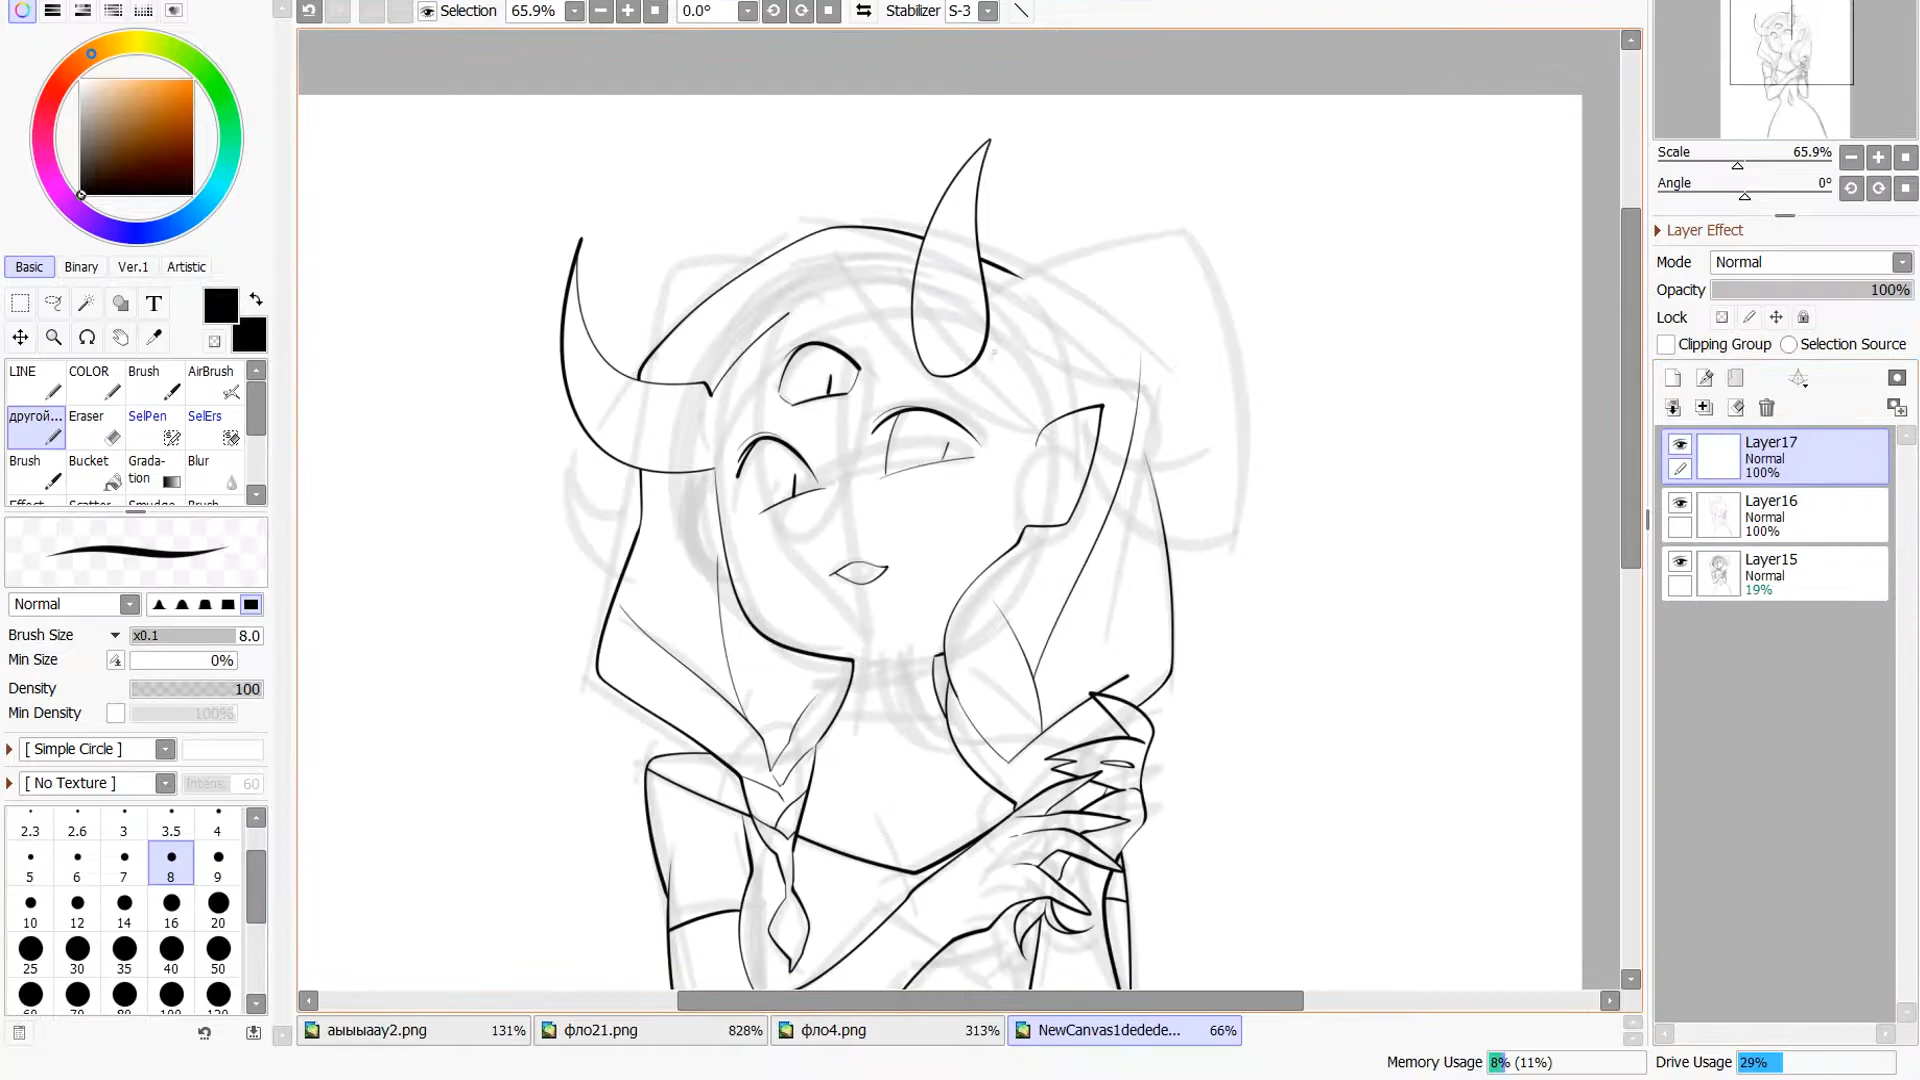 Selection 65.9% 0.0° Stabilizer S-3
Scale 65.9%
Angle 0°
Layer Effect
Mode Normal
Opacity 100%
Lock
Clipping Group Selection Source
Layer17
Normal
100%
Layer16
Normal
100%
Layer15
Normal
19%
Basic Binary Ver.1 Artistic
T
LINE COLOR Brush AirBrush
другой... Eraser SelPen SelErs
Brush Bucket Grada-
tion Blur
Normal
Brush Size x0.1 8.0
Min Size 0%
Density 100
Min Density 100%
[ Simple Circle ]
[ No Texture ] Intens. 60
2.3 2.6 3 3.5 4
5 6 7 8 9
10 12 14 16 20
25 30 35 40 50
аыыыаау2.png 131% фло21.png 828% фло4.png 313% NewCanvas1dedede... 66%
Memory Usage 8% (11%) Drive Usage 29%